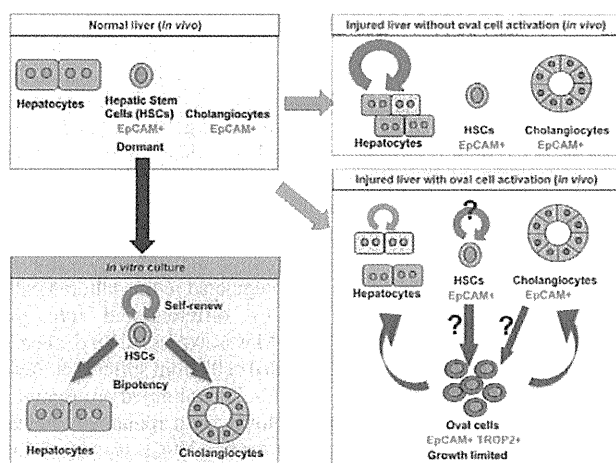 Normal liver (in vivo)
Hepatocytes
Hepatic Stem
Cells (HSCs)
EpCAM+
Cholangiocytes
EpCAM+
Dormant
Injured liver without oval cell activation (in vivo)
Hepatocytes
HSCs
EpCAM+
Cholangiocytes
EpCAM+
Injured liver with oval cell activation (in vivo)
?
Hepatocytes
HSCs
EpCAM+
Cholangiocytes
EpCAM+
?
?
Oval cells
EpCAM+ TROP2+
Growth limited
In vitro culture
Self-renew
HSCs
Bipotency
Hepatocytes
Cholangiocytes